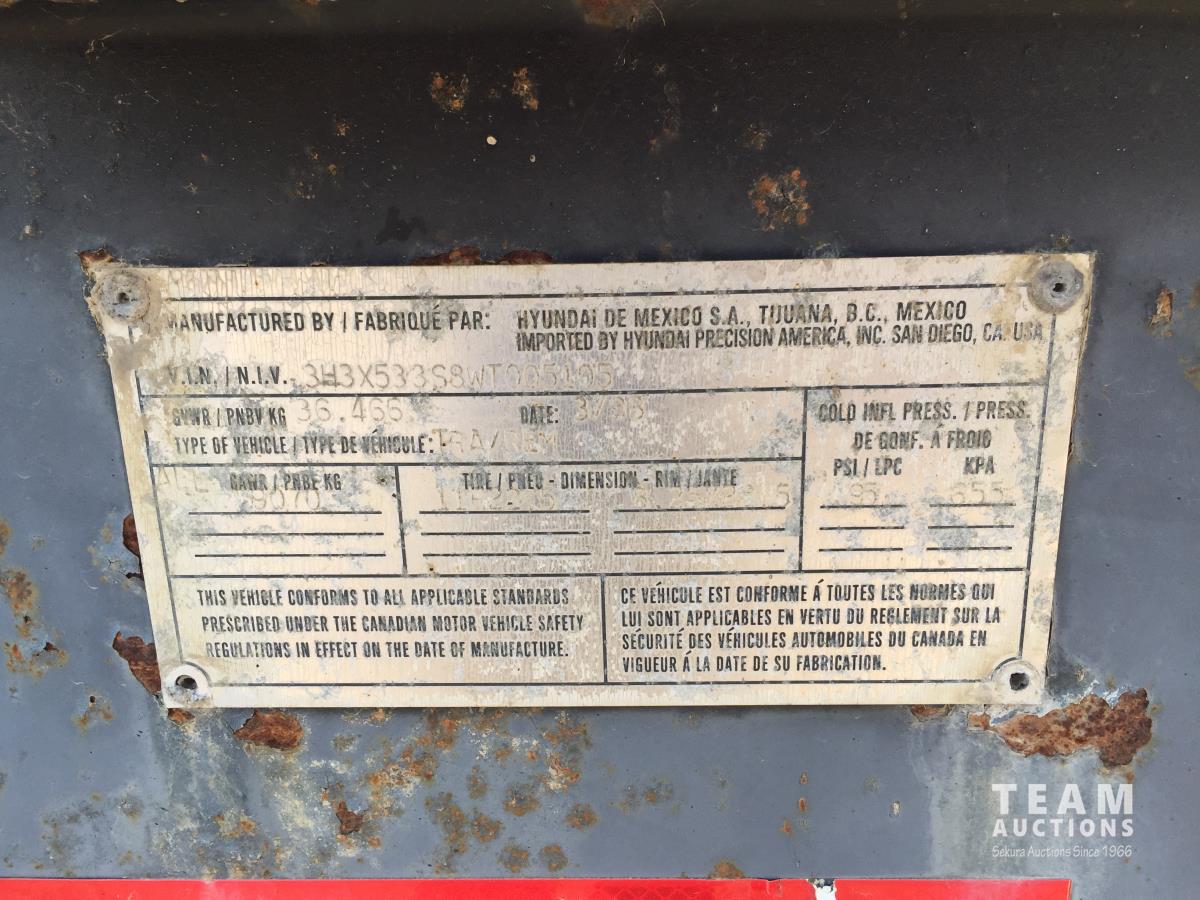 MANUFACTURED BY / FABRIQUÉ PAR: HYUNDAI DE MEXICO S.A., TIJUANA, B.C., MEXICO
IMPORTED BY HYUNDAI PRECISION AMERICA, INC. SAN DIEGO, CA. USA
V.I.N. / N.I.V. 3H3X533S8WT005195
GVWR / PNBV KG 36.466 DATE:
TYPE OF VEHICLE / TYPE DE VÉHICULE:
COLD INFL PRESS. / PRESS.
DE GONF. Á FROID
PSI / LPC KPA
GAWR / PNBE KG TIRE / PNEU - DIMENSION - RIM / JANTE
9070 95 655
THIS VEHICLE CONFORMS TO ALL APPLICABLE STANDARDS
PRESCRIBED UNDER THE CANADIAN MOTOR VEHICLE SAFETY
REGULATIONS IN EFFECT ON THE DATE OF MANUFACTURE.
CE VÉHICULE EST CONFORME Á TOUTES LES NORMES QUI
LUI SONT APPLICABLES EN VERTU DU REGLEMENT SUR LA
SÉCURITÉ DES VÉHICULES AUTOMOBILES DU CANADA EN
VIGUEUR Á LA DATE DE SU FABRICATION.
TEAM
AUCTIONS
Sekura Auctions Since 1966